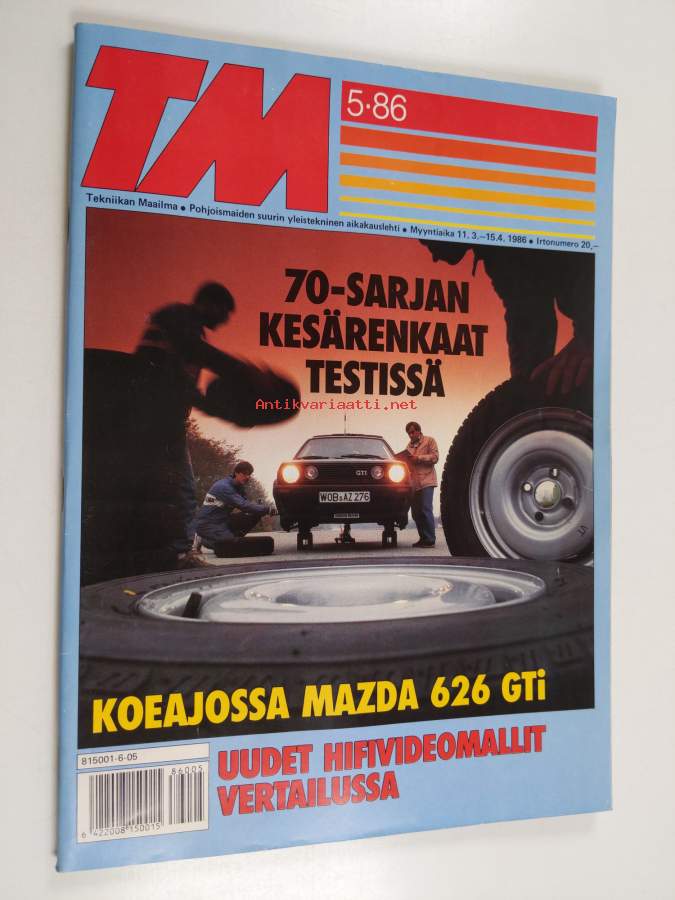 TM
5·86
Tekniikan Maailma • Pohjoismaiden suurin yleistekninen aikakauslehti • Myyntiaika 11.3.–15.4. 1986 • Irtonumero 20,–
70-SARJAN
KESÄRENKAAT
TESTISSÄ
Antikvariaatti.net
GTI
WOB AZ 276
KOEAJOSSA MAZDA 626 GTi
815001-6-05
86005
6 422008 150015
UUDET HIFIVIDEOMALLIT
VERTAILUSSA